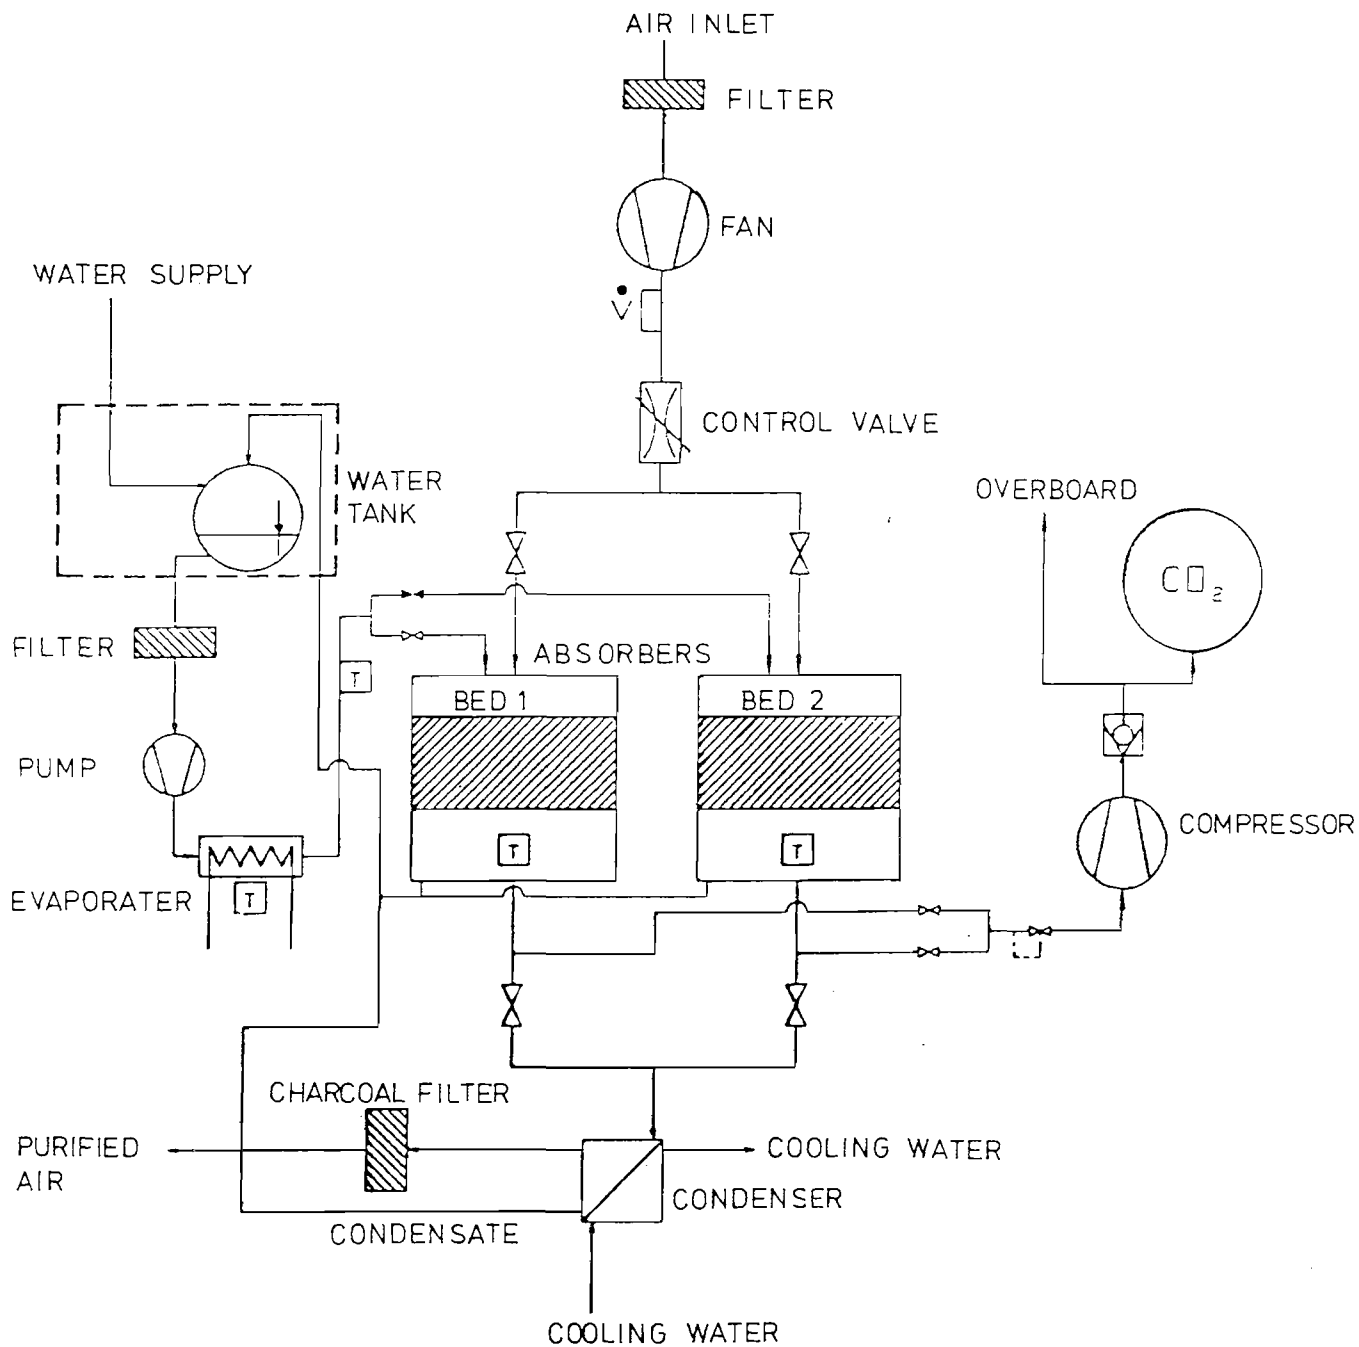 AIR INLET
FILTER
FAN
V
WATER SUPPLY
CONTROL VALVE
WATER
TANK
OVERBOARD
CO₂
FILTER
ABSORBERS
T
BED 1
BED 2
PUMP
COMPRESSOR
T
T
EVAPORATER
T
CHARCOAL FILTER
PURIFIED
AIR
COOLING WATER
CONDENSER
CONDENSATE
COOLING WATER